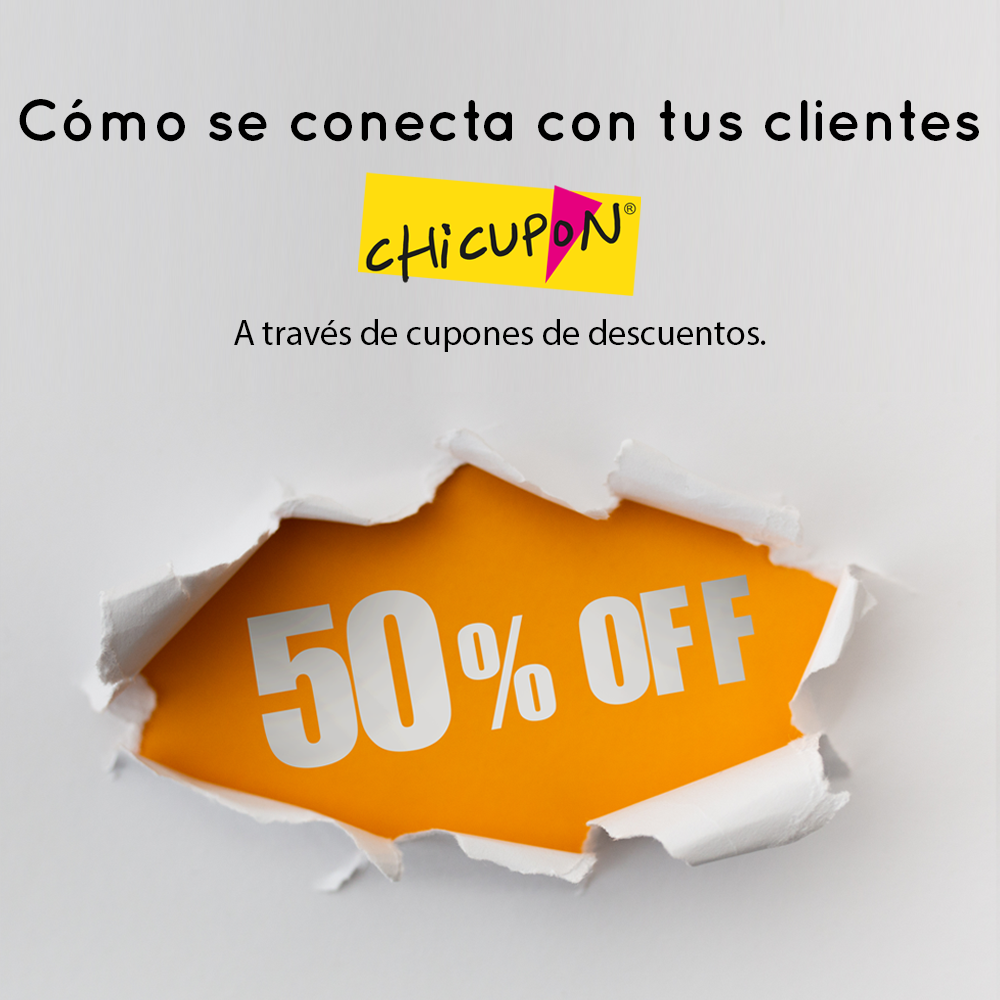 Cómo se conecta con tus clientes
CHiCUPON®
A través de cupones de descuentos.
50% OFF